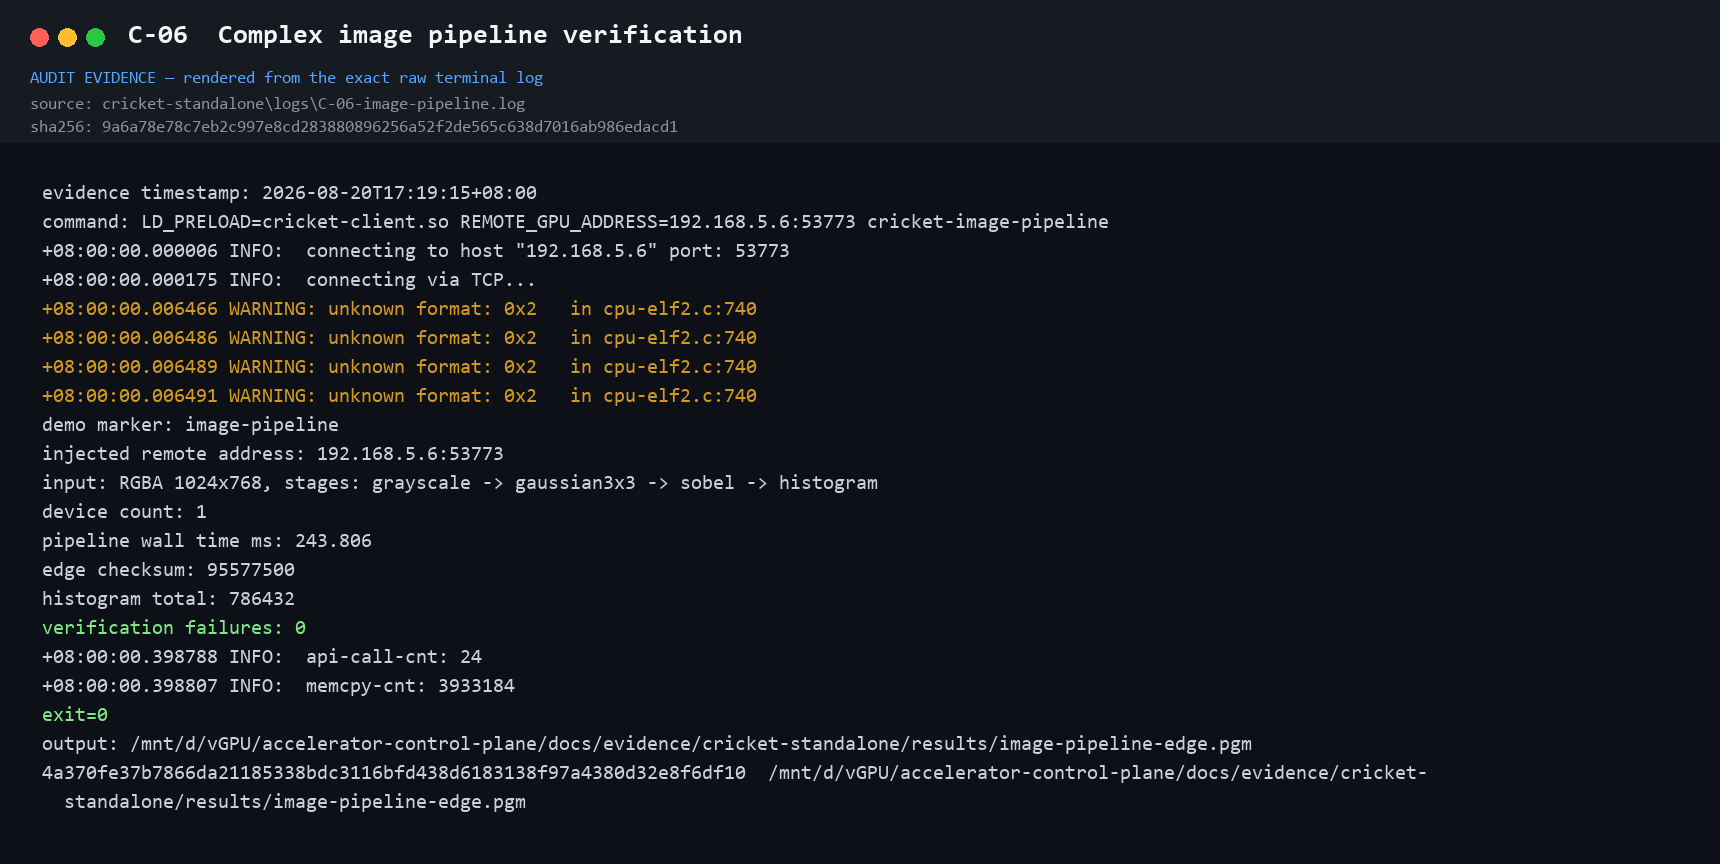 C-06  Complex image pipeline verification
AUDIT EVIDENCE — rendered from the exact raw terminal log
source: cricket-standalone\logs\C-06-image-pipeline.log
sha256: 9a6a78e78c7eb2c997e8cd283880896256a52f2de565c638d7016ab986edacd1
evidence timestamp: 2026-08-20T17:19:15+08:00
command: LD_PRELOAD=cricket-client.so REMOTE_GPU_ADDRESS=192.168.5.6:53773 cricket-image-pipeline
+08:00:00.000006 INFO:  connecting to host "192.168.5.6" port: 53773
+08:00:00.000175 INFO:  connecting via TCP...
+08:00:00.006466 WARNING: unknown format: 0x2   in cpu-elf2.c:740
+08:00:00.006486 WARNING: unknown format: 0x2   in cpu-elf2.c:740
+08:00:00.006489 WARNING: unknown format: 0x2   in cpu-elf2.c:740
+08:00:00.006491 WARNING: unknown format: 0x2   in cpu-elf2.c:740
demo marker: image-pipeline
injected remote address: 192.168.5.6:53773
input: RGBA 1024x768, stages: grayscale -> gaussian3x3 -> sobel -> histogram
device count: 1
pipeline wall time ms: 243.806
edge checksum: 95577500
histogram total: 786432
verification failures: 0
+08:00:00.398788 INFO:  api-call-cnt: 24
+08:00:00.398807 INFO:  memcpy-cnt: 3933184
exit=0
output: /mnt/d/vGPU/accelerator-control-plane/docs/evidence/cricket-standalone/results/image-pipeline-edge.pgm
4a370fe37b7866da21185338bdc3116bfd438d6183138f97a4380d32e8f6df10  /mnt/d/vGPU/accelerator-control-plane/docs/evidence/cricket-
standalone/results/image-pipeline-edge.pgm